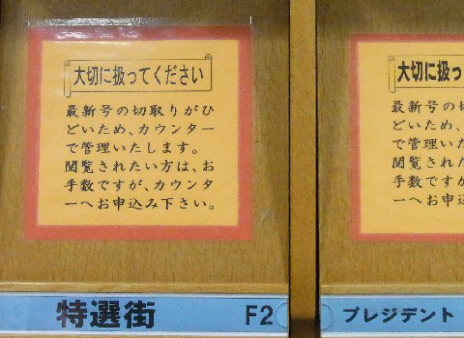 大切に扱ってください
最新号の切取りがひ
どいため、カウンター
で管理いたします。
閲覧されたい方は、お
手数ですが、カウンタ
ーへお申込み下さい。
特選街 F2
大切に扱っ
最新号の切
どいため、
で管理いた
閲覧された
手数ですが
ーへお申込
プレジデント